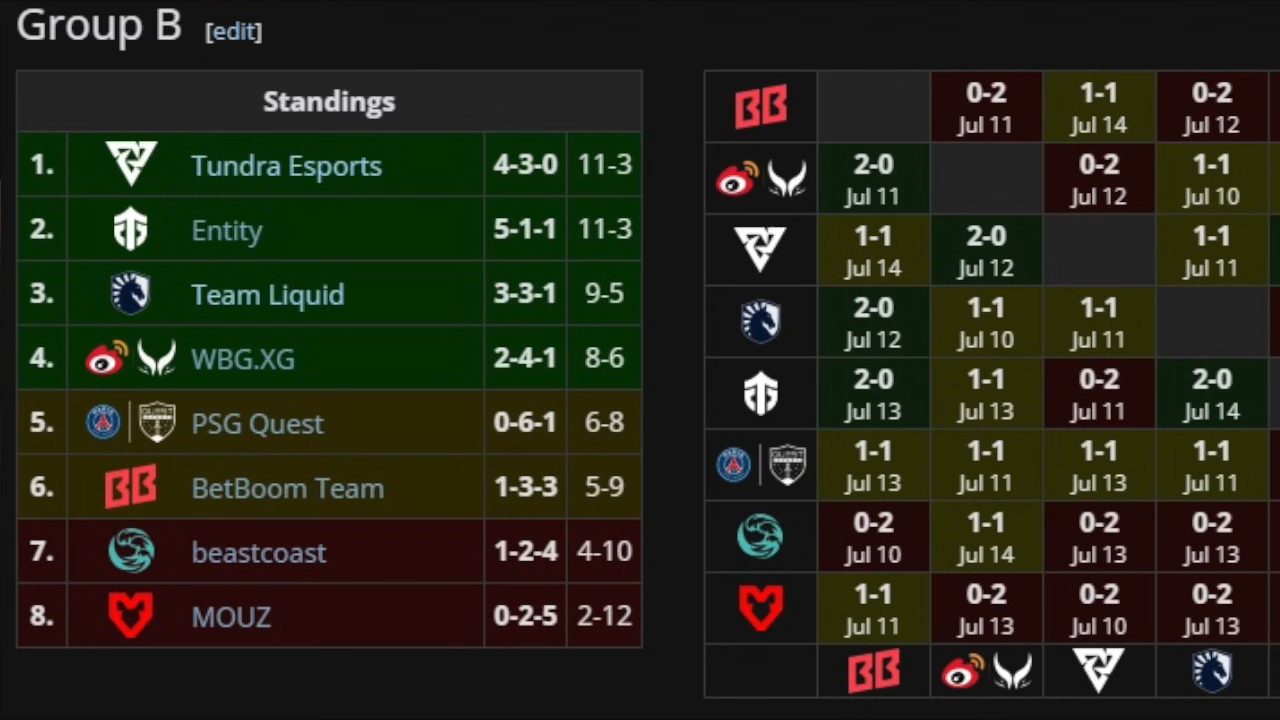 Group B [edit]
Standings
1. Tundra Esports 4-3-0 11-3
2. Entity 5-1-1 11-3
3. Team Liquid 3-3-1 9-5
4. WBG.XG 2-4-1 8-6
5. PSG Quest 0-6-1 6-8
6. BetBoom Team 1-3-3 5-9
7. beastcoast 1-2-4 4-10
8. MOUZ 0-2-5 2-12
0-2 1-1 0-2
Jul 11 Jul 14 Jul 12
2-0 0-2 1-1
Jul 11 Jul 12 Jul 10
1-1 2-0 1-1
Jul 14 Jul 12 Jul 11
2-0 1-1 1-1
Jul 12 Jul 10 Jul 11
2-0 1-1 0-2 2-0
Jul 13 Jul 13 Jul 11 Jul 14
1-1 1-1 1-1 1-1
Jul 13 Jul 11 Jul 13 Jul 11
0-2 1-1 0-2 0-2
Jul 10 Jul 14 Jul 13 Jul 13
1-1 0-2 0-2 0-2
Jul 11 Jul 13 Jul 10 Jul 13